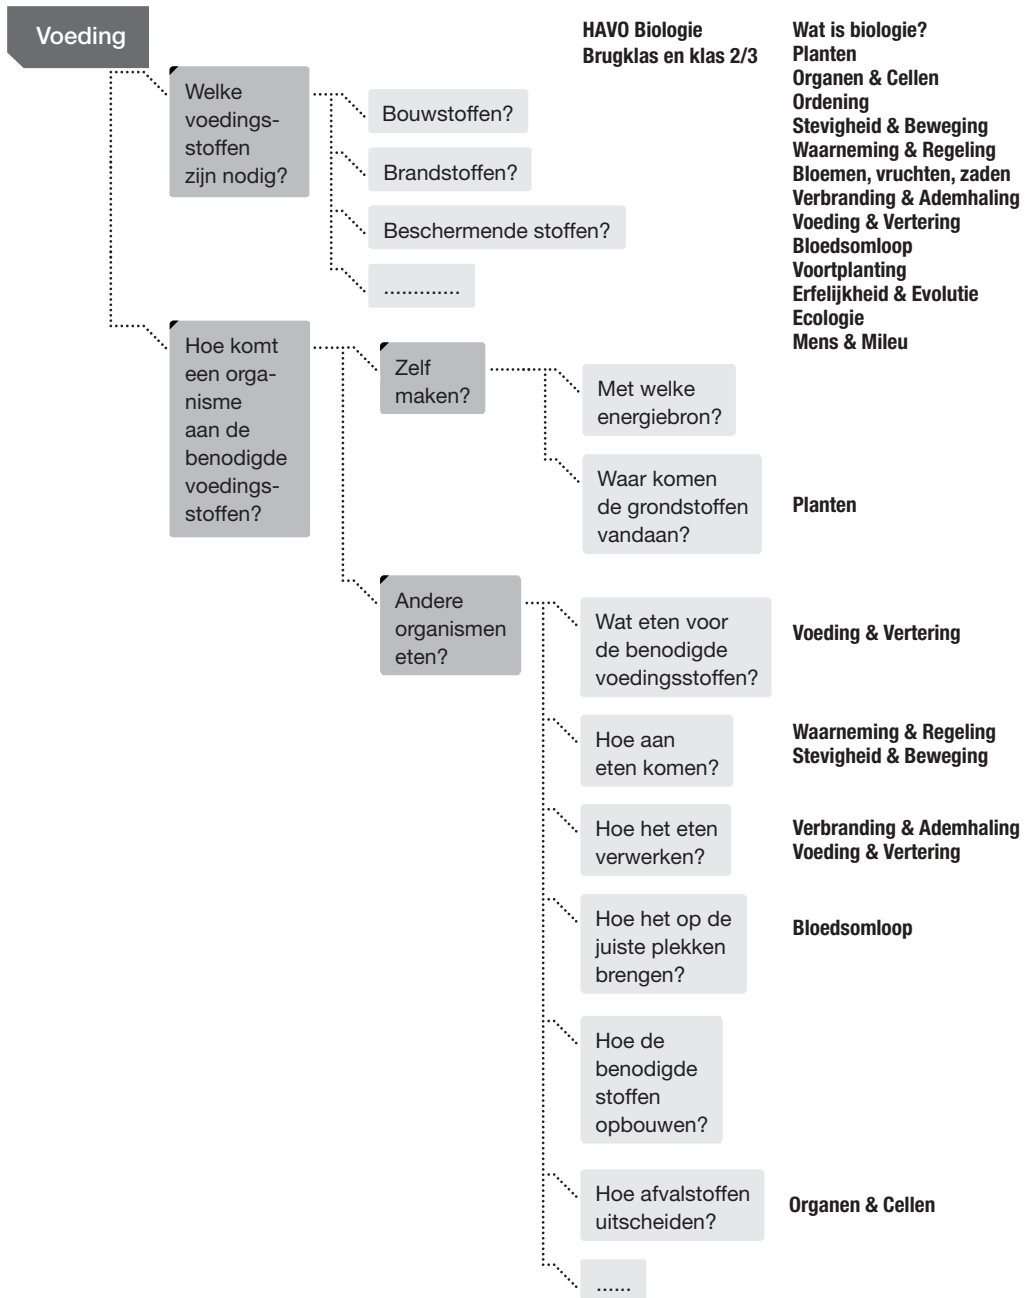 Voeding
HAVO Biologie
Brugklas en klas 2/3
Wat is biologie?
Planten
Organen & Cellen
Ordening
Stevigheid & Beweging
Waarneming & Regeling
Bloemen, vruchten, zaden
Verbranding & Ademhaling
Voeding & Vertering
Bloedsomloop
Voortplanting
Erfelijkheid & Evolutie
Ecologie
Mens & Mileu
Welke
voedings-
stoffen
zijn nodig?
Bouwstoffen?
Brandstoffen?
Beschermende stoffen?
.............
Hoe komt
een orga-
nisme
aan de
benodigde
voedings-
stoffen?
Zelf
maken?
Met welke
energiebron?
Waar komen
de grondstoffen
vandaan?
Planten
Andere
organismen
eten?
Wat eten voor
de benodigde
voedingsstoffen?
Voeding & Vertering
Hoe aan
eten komen?
Waarneming & Regeling
Stevigheid & Beweging
Hoe het eten
verwerken?
Verbranding & Ademhaling
Voeding & Vertering
Hoe het op de
juiste plekken
brengen?
Bloedsomloop
Hoe de
benodigde
stoffen
opbouwen?
Hoe afvalstoffen
uitscheiden?
Organen & Cellen
......